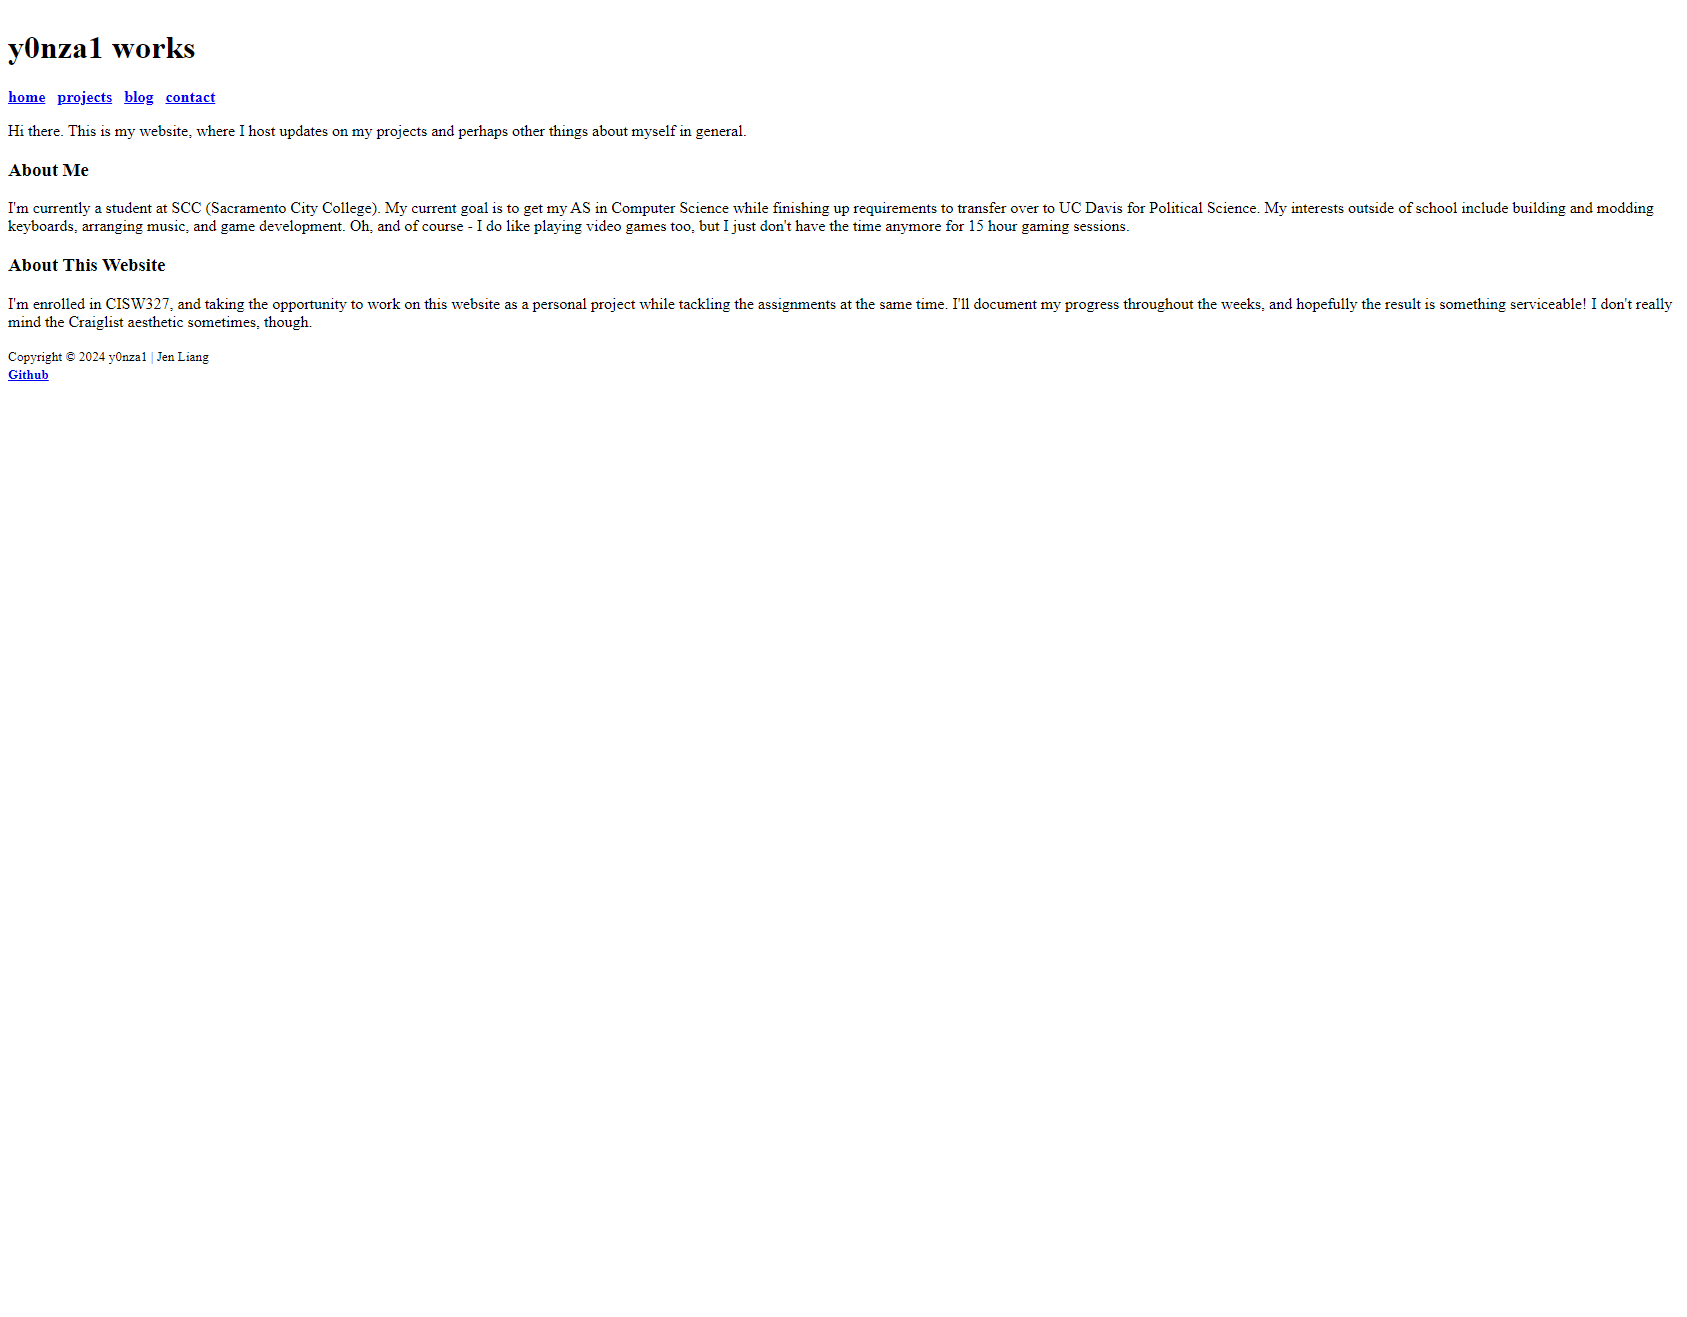 y0nza1 works
home projects blog contact
Hi there. This is my website, where I host updates on my projects and perhaps other things about myself in general.
About Me
I'm currently a student at SCC (Sacramento City College). My current goal is to get my AS in Computer Science while finishing up requirements to transfer over to UC Davis for Political Science. My interests outside of school include building and modding
keyboards, arranging music, and game development. Oh, and of course - I do like playing video games too, but I just don't have the time anymore for 15 hour gaming sessions.
About This Website
I'm enrolled in CISW327, and taking the opportunity to work on this website as a personal project while tackling the assignments at the same time. I'll document my progress throughout the weeks, and hopefully the result is something serviceable! I don't really
mind the Craiglist aesthetic sometimes, though.
Copyright © 2024 y0nza1 | Jen Liang
Github